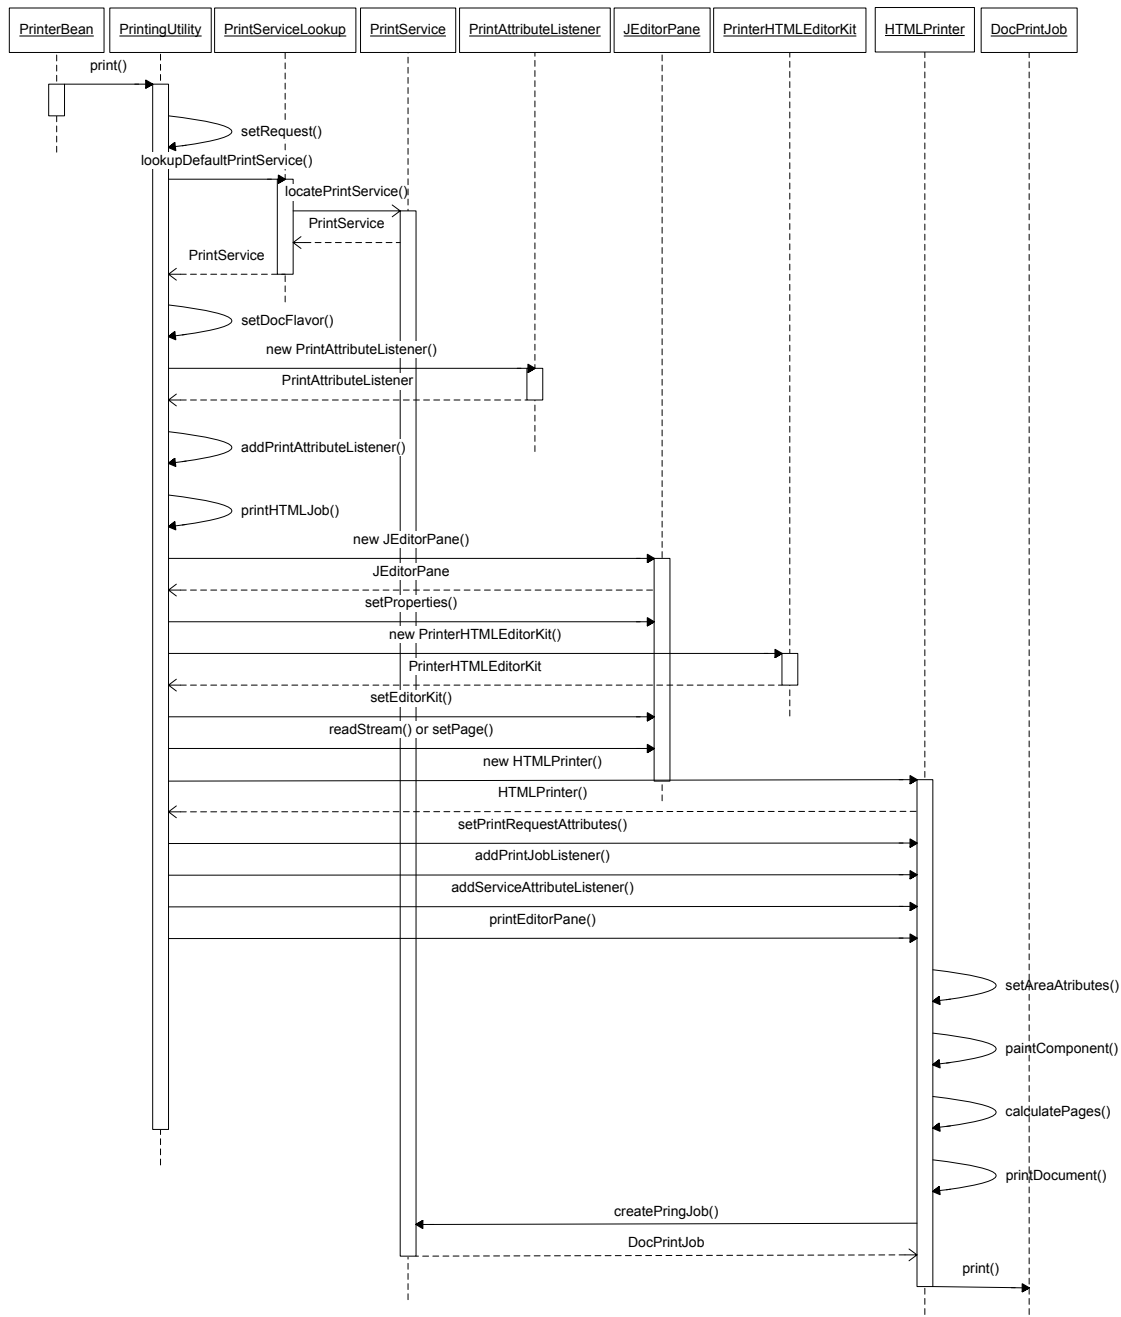 PrinterBean
PrintingUtility
PrintServiceLookup
PrintService
PrintAttributeListener
JEditorPane
PrinterHTMLEditorKit
HTMLPrinter
DocPrintJob
print()
setRequest()
lookupDefaultPrintService()
locatePrintService()
PrintService
PrintService
setDocFlavor()
new PrintAttributeListener()
PrintAttributeListener
addPrintAttributeListener()
printHTMLJob()
new JEditorPane()
JEditorPane
setProperties()
new PrinterHTMLEditorKit()
PrinterHTMLEditorKit
setEditorKit()
readStream() or setPage()
new HTMLPrinter()
HTMLPrinter()
setPrintRequestAttributes()
addPrintJobListener()
addServiceAttributeListener()
printEditorPane()
setAreaAtributes()
paintComponent()
calculatePages()
printDocument()
createPringJob()
DocPrintJob
print()